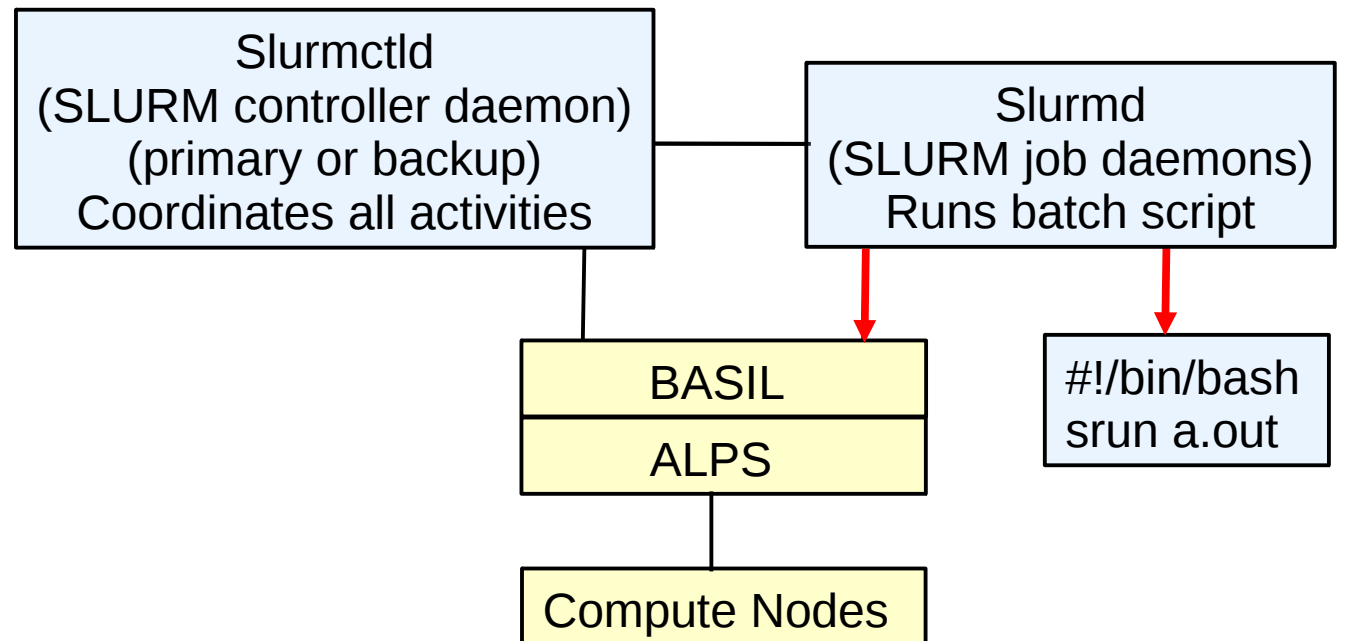 Slurmctld
(SLURM controller daemon)
(primary or backup)
Coordinates all activities
Slurmd
(SLURM job daemons)
Runs batch script
BASIL
ALPS
#!/bin/bash
srun a.out
Compute Nodes